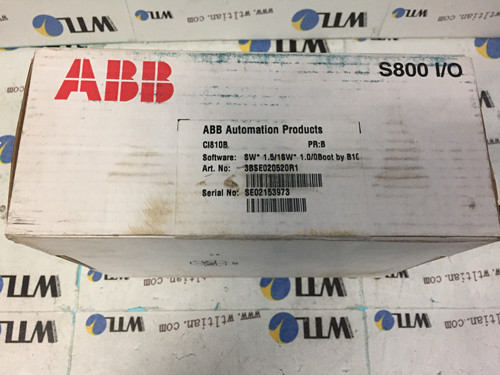 ABB
S800 I/O
ABB Automation Products
CI810B PR:B
Software: SW* 1.5/1SW* 1.0/0Boot by B10
Art. No: 3BSE020520R1
Serial No: SE02153973
WTL
www.wtltian.com